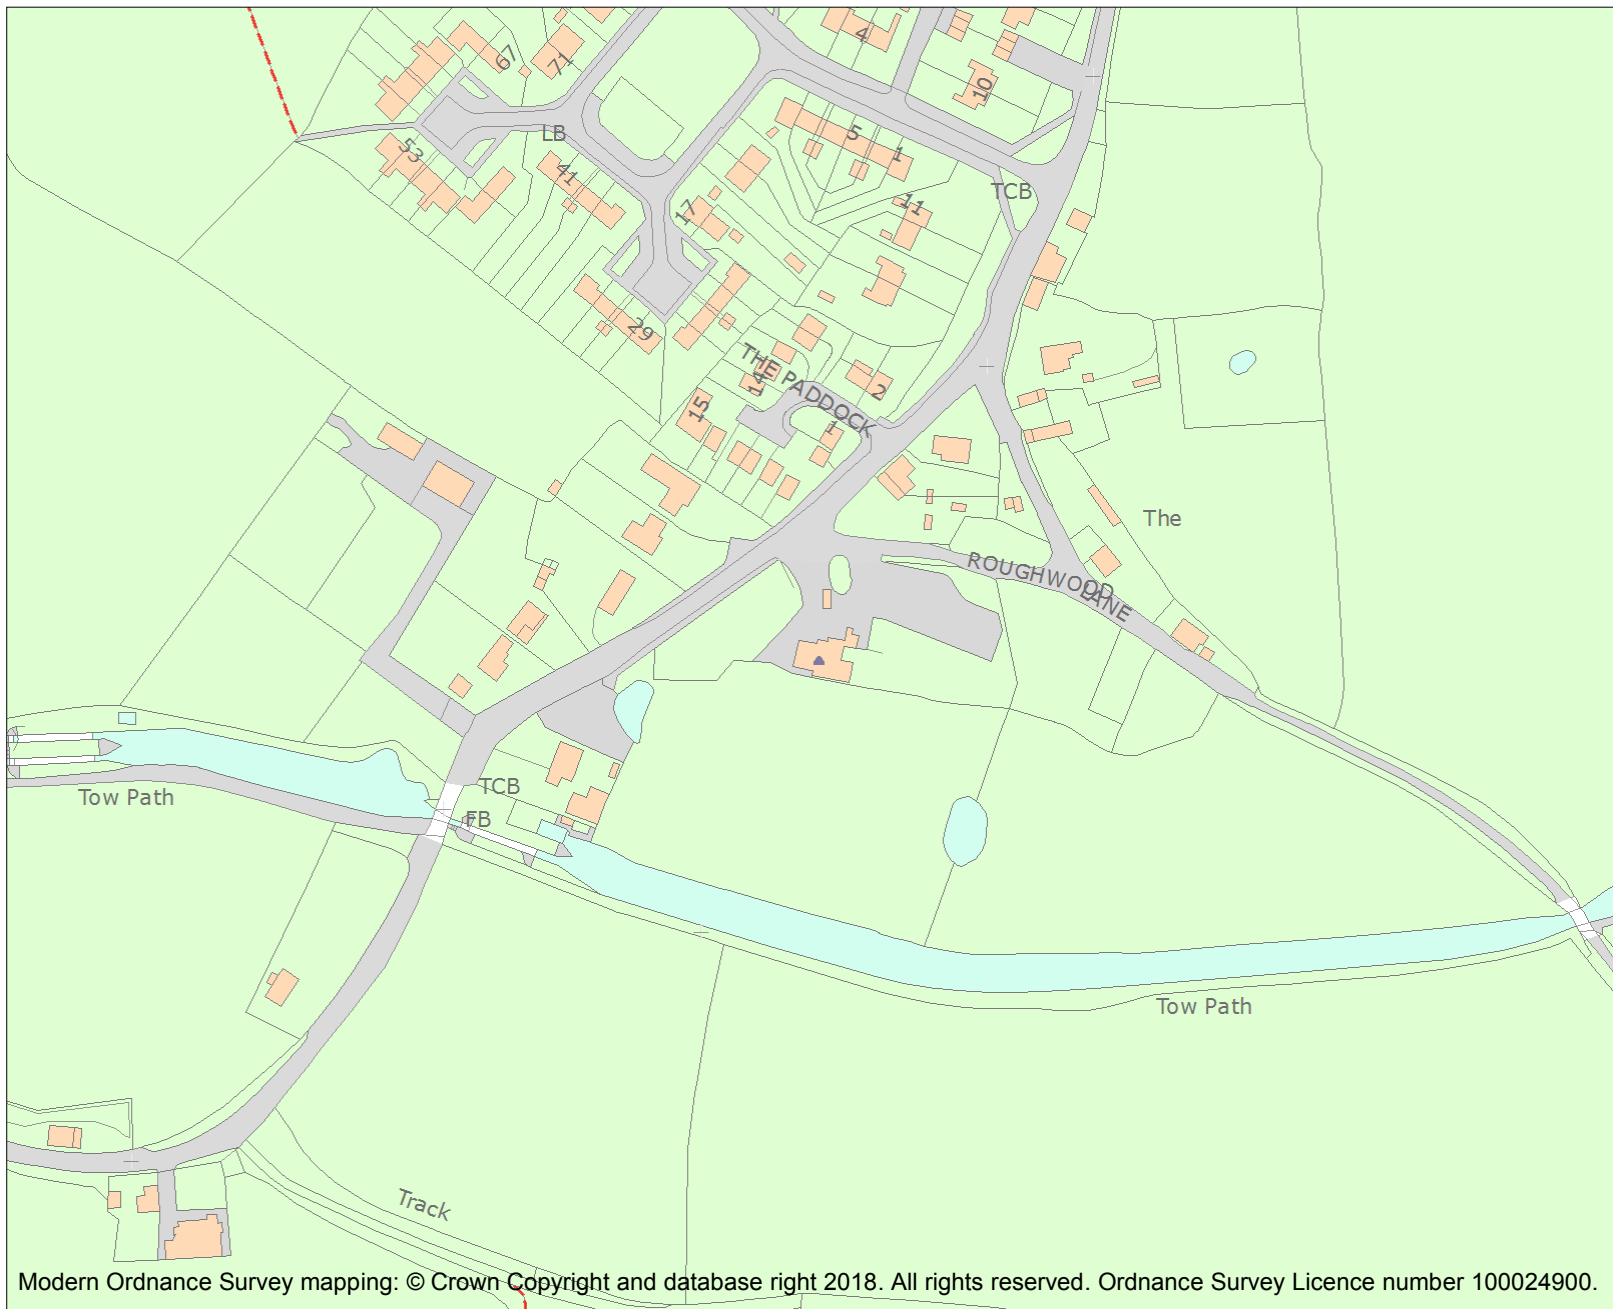 4
67
71
10
LB
53
5
1
41
TCB
17
11
29
THE PADDOCK
14
2
15
1
The
ROUGHWOOD
LANE
TCB
Tow Path
FB
Tow Path
Track
Modern Ordnance Survey mapping: © Crown Copyright and database right 2018. All rights reserved. Ordnance Survey Licence number 100024900.